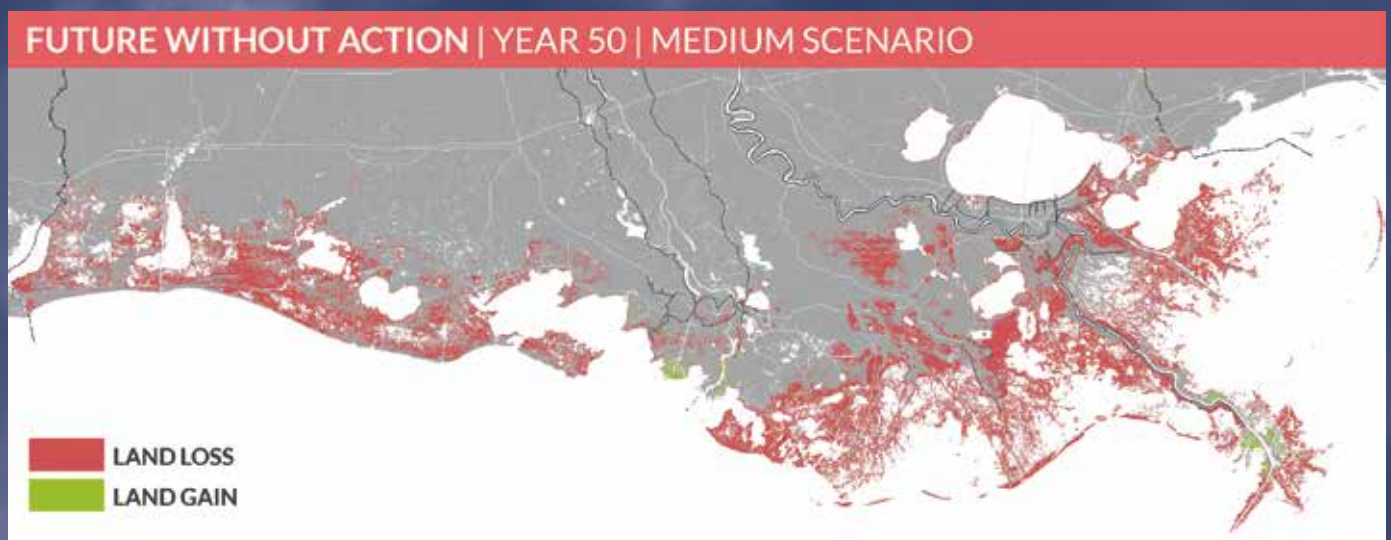 FUTURE WITHOUT ACTION | YEAR 50 | MEDIUM SCENARIO
LAND LOSS
LAND GAIN